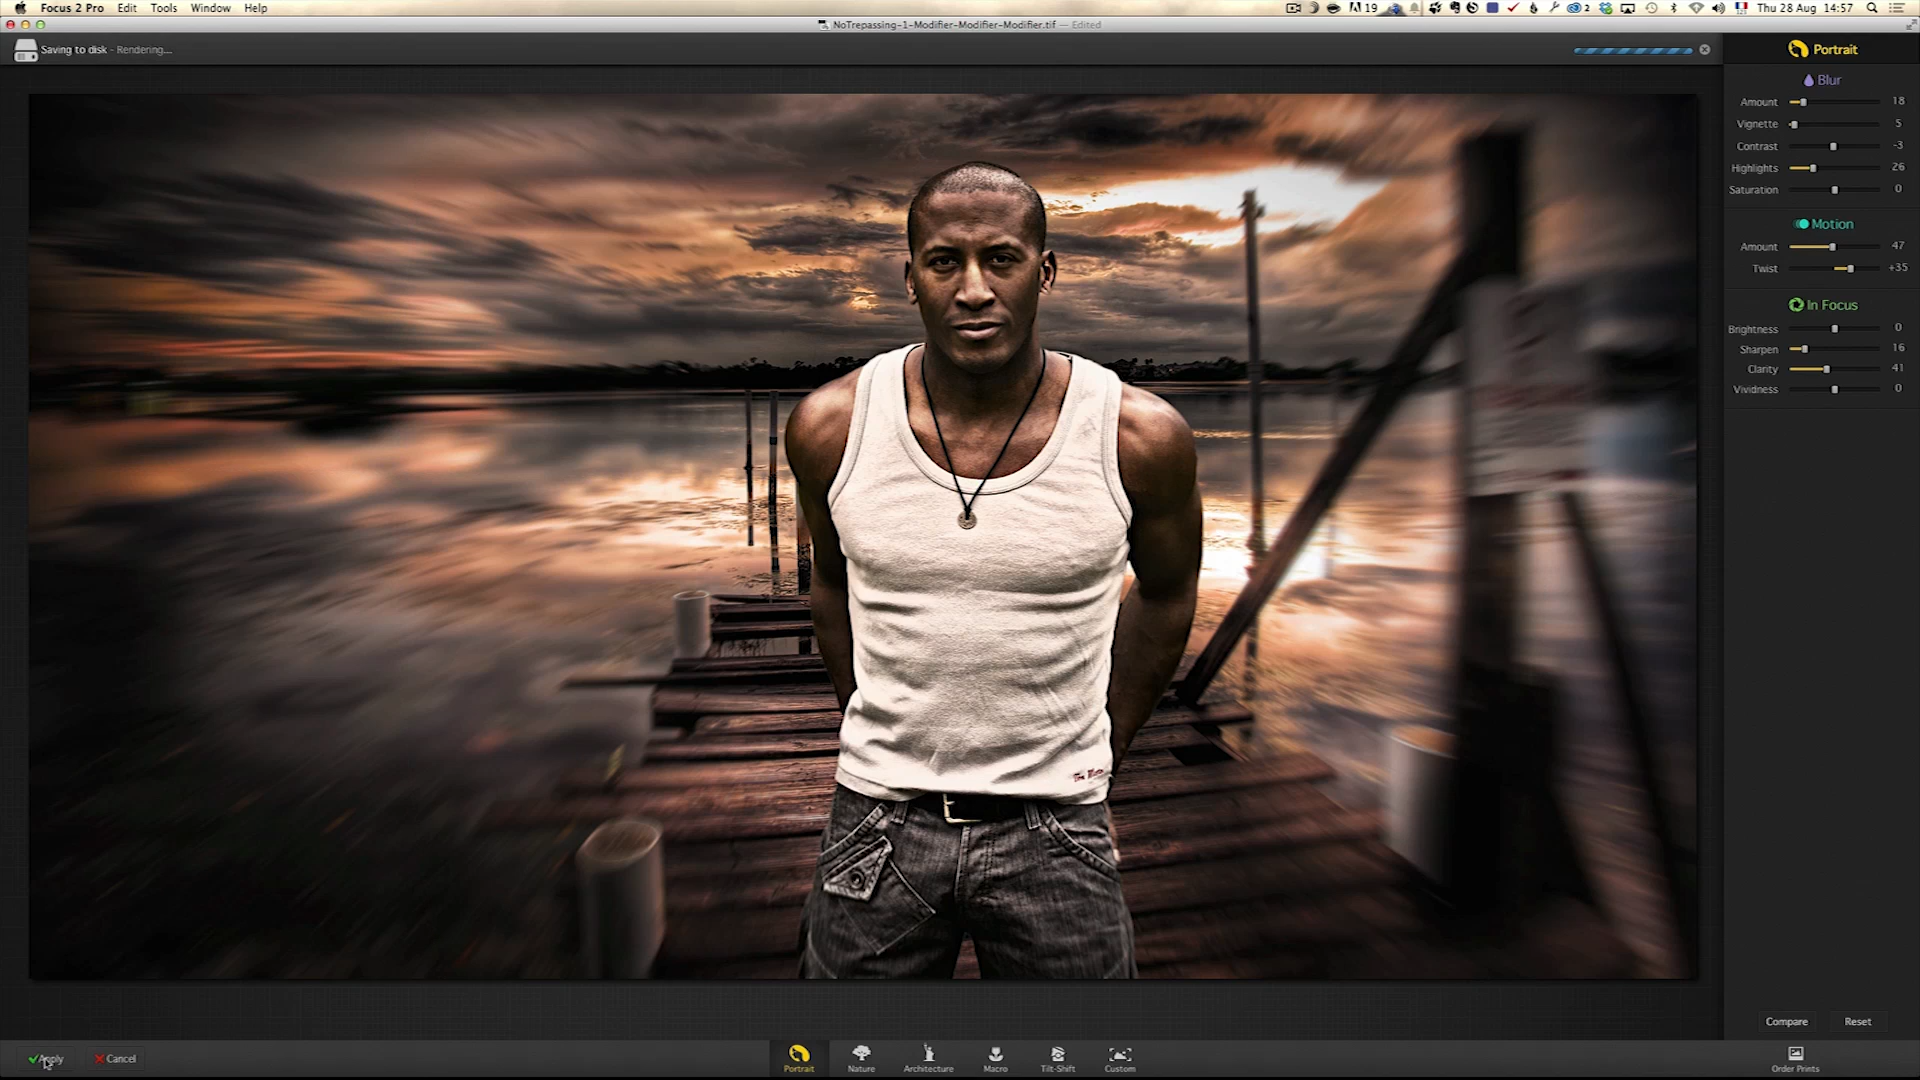 Focus 2 Pro Edit Tools Window Help 19 2 Thu 28 Aug 14:57
NoTrepassing-1-Modifier-Modifier-Modifier.tif — Edited
Saving to disk - Rendering...
Portrait
Blur
Amount 18
Vignette 5
Contrast -3
Highlights 26
Saturation 0
Motion
Amount 47
Twist +35
In Focus
Brightness 0
Sharpen 16
Clarity 41
Vividness 0
Compare Reset
Apply Cancel
Portrait Nature Architecture Macro Tilt-Shift Custom Order Prints